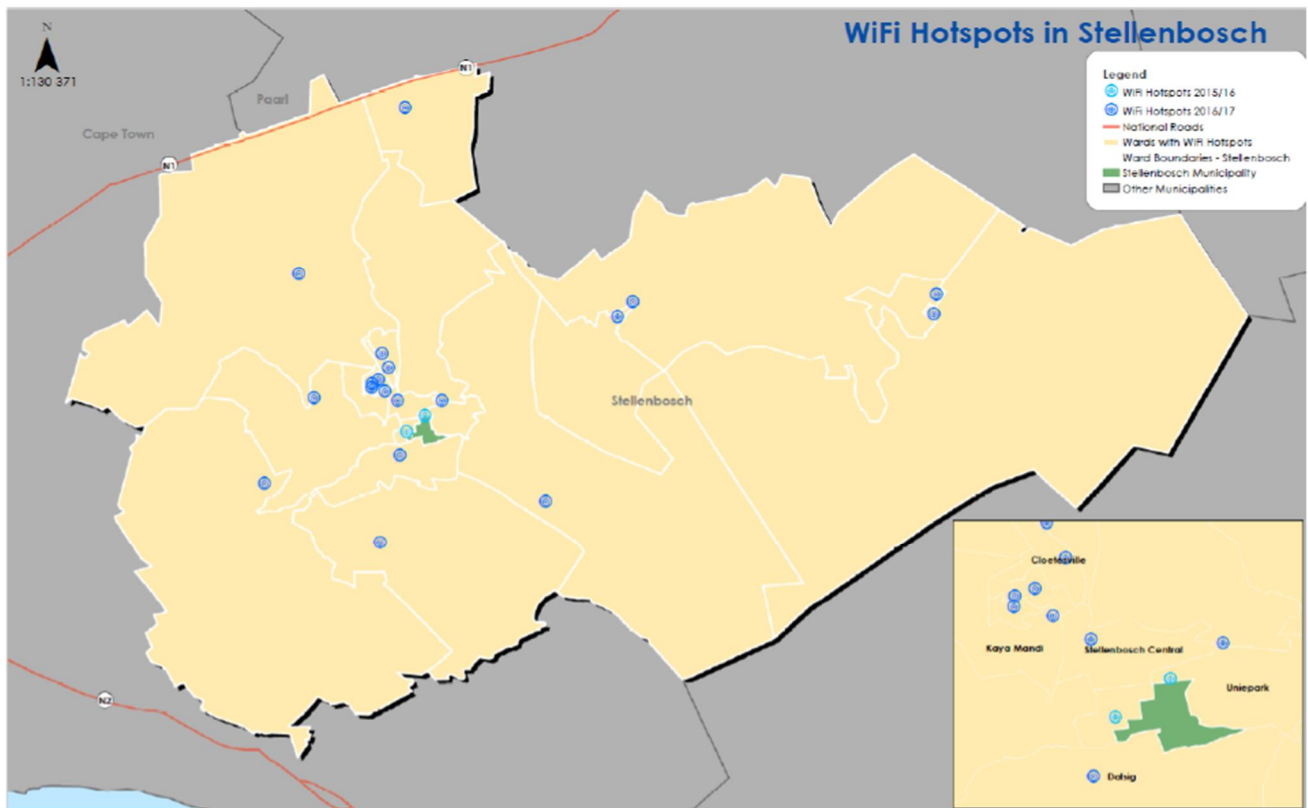 WiFi Hotspots in Stellenbosch
N
1:130 371
Legend
WiFi Hotspots 2015/16
WiFi Hotspots 2016/17
National Roads
Wards with WiFi Hotspots
Ward Boundaries - Stellenbosch
Stellenbosch Municipality
Other Municipalities
N1
Paarl
Cape Town
N1
Stellenbosch
N2
Cloetesville
Kaya Mandi
Stellenbosch Central
Uniepark
Dalsig